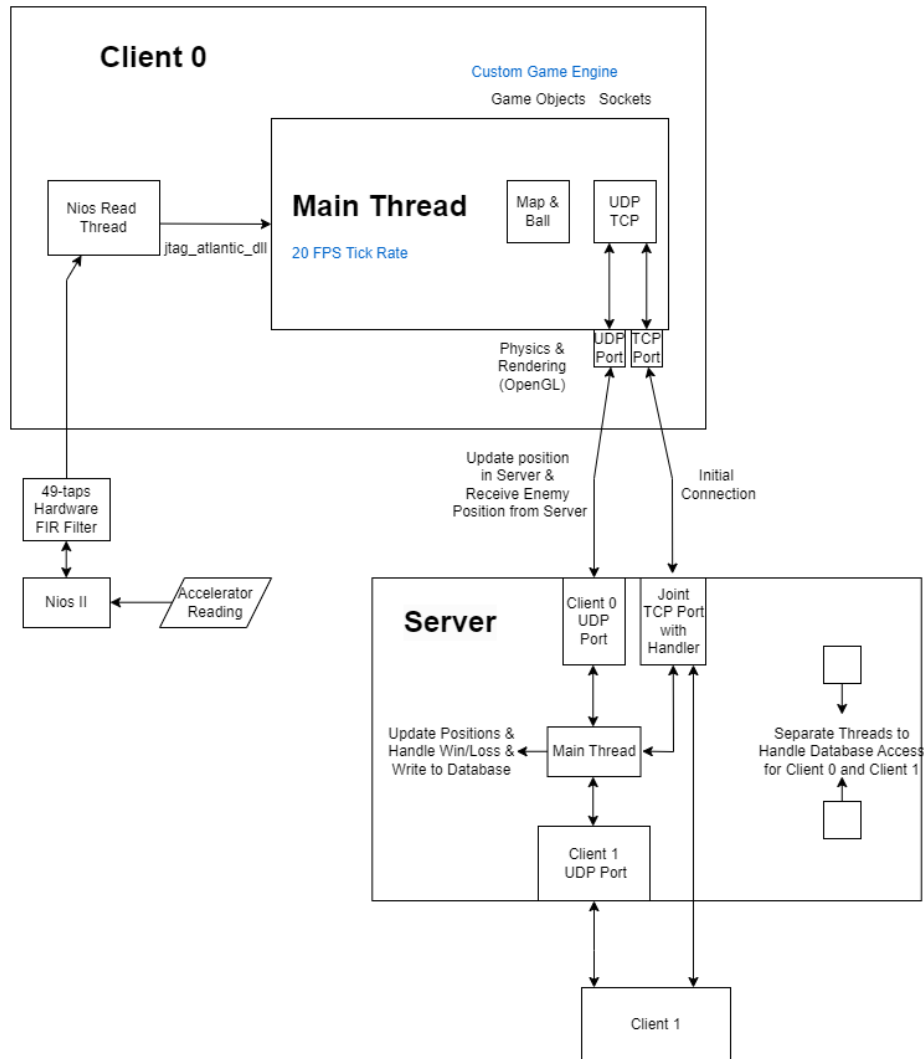 Client 0
Custom Game Engine
Game Objects Sockets
Nios Read
Thread
jtag_atlantic_dll
Main Thread
20 FPS Tick Rate
Map &
Ball
UDP
TCP
Physics &
Rendering
(OpenGL)
UDP
Port
TCP
Port
Update position
in Server &
Receive Enemy
Position from Server
Initial
Connection
49-taps
Hardware
FIR Filter
Nios II
Accelerator
Reading
Server
Client 0
UDP
Port
Joint
TCP Port
with
Handler
Update Positions &
Handle Win/Loss &
Write to Database
Main Thread
Separate Threads to
Handle Database Access
for Client 0 and Client 1
Client 1
UDP Port
Client 1